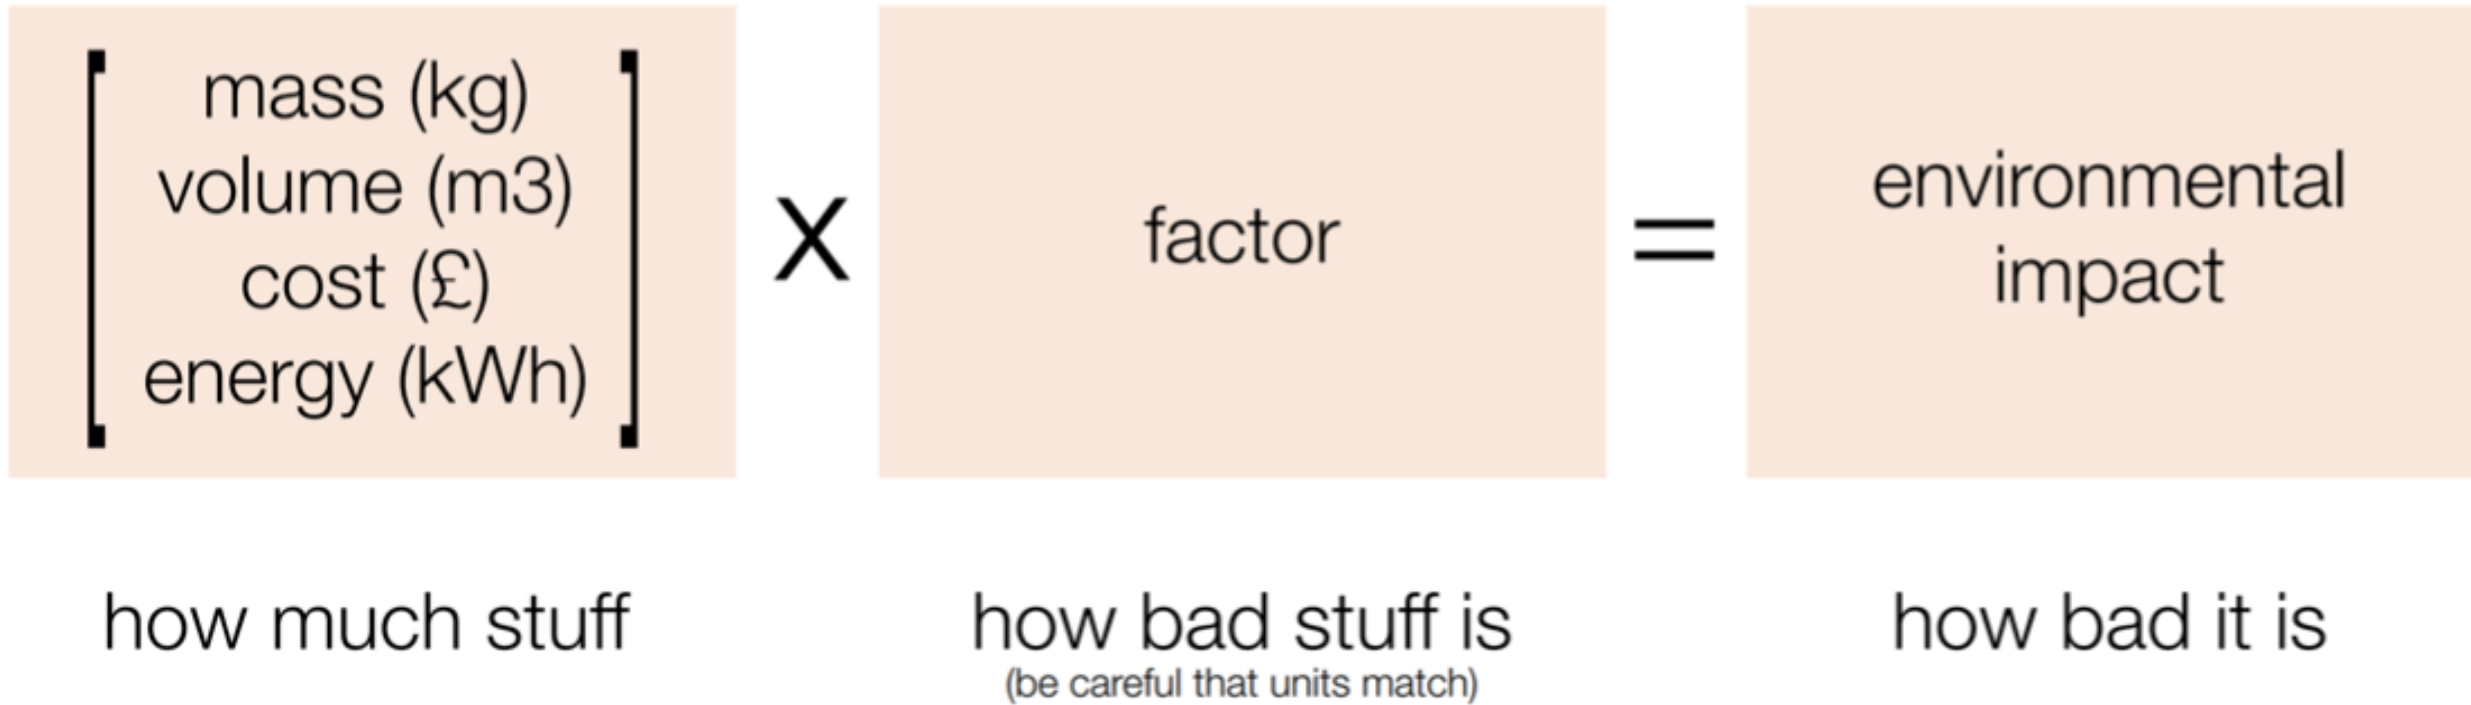 mass (kg)
volume (m3)
cost (£)
energy (kWh)
x
factor
=
environmental
impact
how much stuff
how bad stuff is
(be careful that units match)
how bad it is